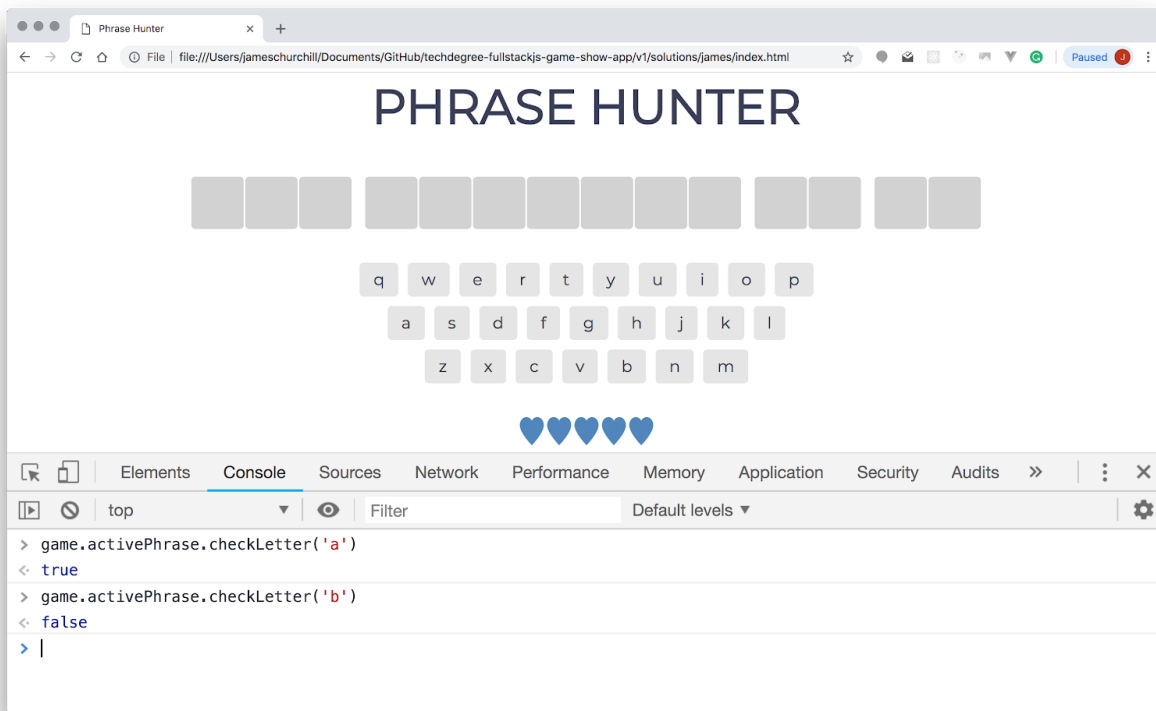 Phrase Hunter
File file:///Users/jameschurchill/Documents/GitHub/techdegree-fullstackjs-game-show-app/v1/solutions/james/index.html Paused J
PHRASE HUNTER
q w e r t y u i o p
a s d f g h j k l
z x c v b n m
Elements Console Sources Network Performance Memory Application Security Audits
top Filter Default levels
game.activePhrase.checkLetter('a')
true
game.activePhrase.checkLetter('b')
false